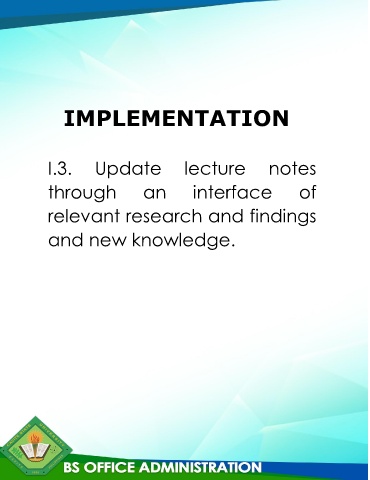 IMPLEMENTATION
I.3. Update lecture notes
through an interface of
relevant research and findings
and new knowledge.
BS OFFICE ADMINISTRATION